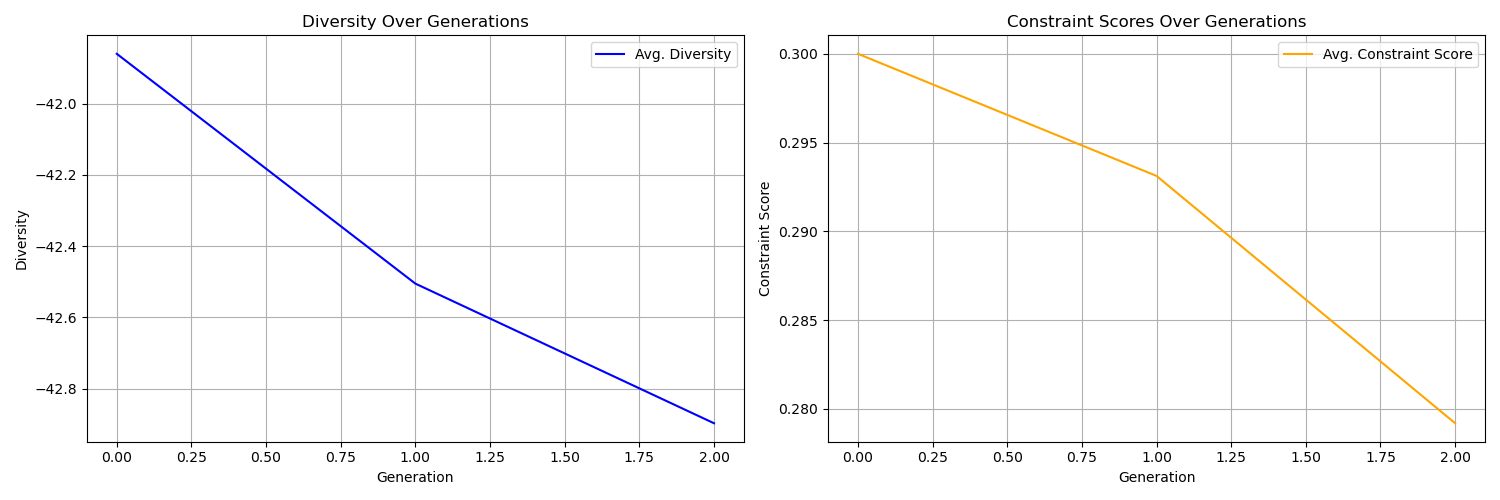 Diversity Over Generations
Avg. Diversity
Diversity
−42.0
−42.2
−42.4
−42.6
−42.8
0.00 0.25 0.50 0.75 1.00 1.25 1.50 1.75 2.00
Generation
Constraint Scores Over Generations
Avg. Constraint Score
Constraint Score
0.300
0.295
0.290
0.285
0.280
0.00 0.25 0.50 0.75 1.00 1.25 1.50 1.75 2.00
Generation